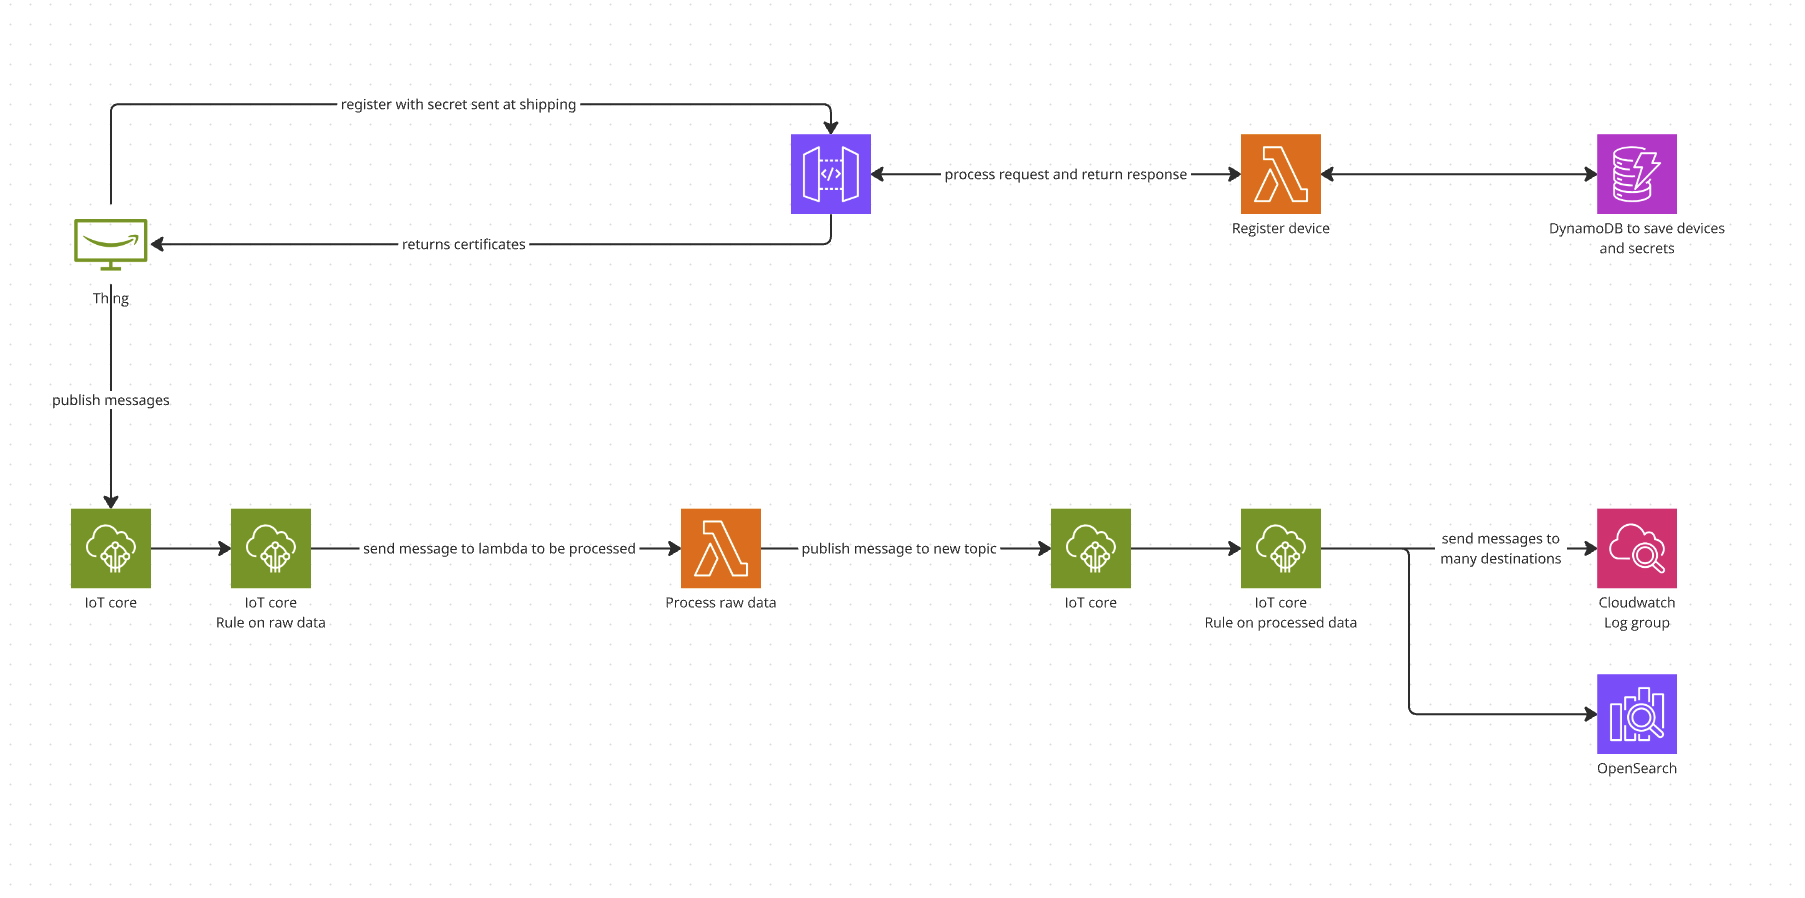 register with secret sent at shipping
process request and return response
Register device
DynamoDB to save devices
and secrets
returns certificates
Thing
publish messages
IoT core
IoT core
Rule on raw data
send message to lambda to be processed
Process raw data
publish message to new topic
IoT core
IoT core
Rule on processed data
send messages to
many destinations
Cloudwatch
Log group
OpenSearch